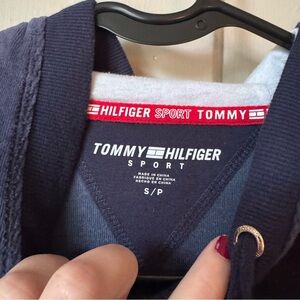 HILFIGER SPORT TOMMY
TOMMY HILFIGER
SPORT
MADE IN CHINA
FABRIQUÉ EN CHINE
HECHO EN CHINA
S/P